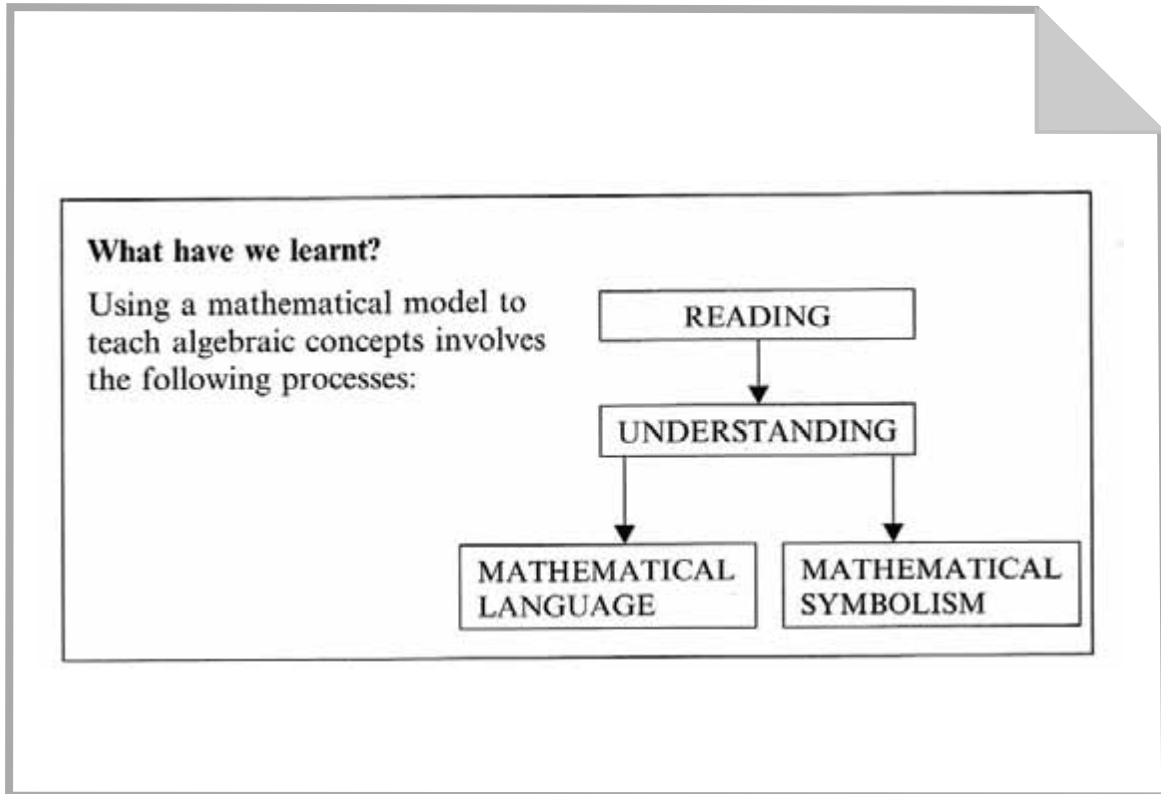 What have we learnt?
Using a mathematical model to
teach algebraic concepts involves
the following processes:
READING
UNDERSTANDING
MATHEMATICAL
LANGUAGE
MATHEMATICAL
SYMBOLISM